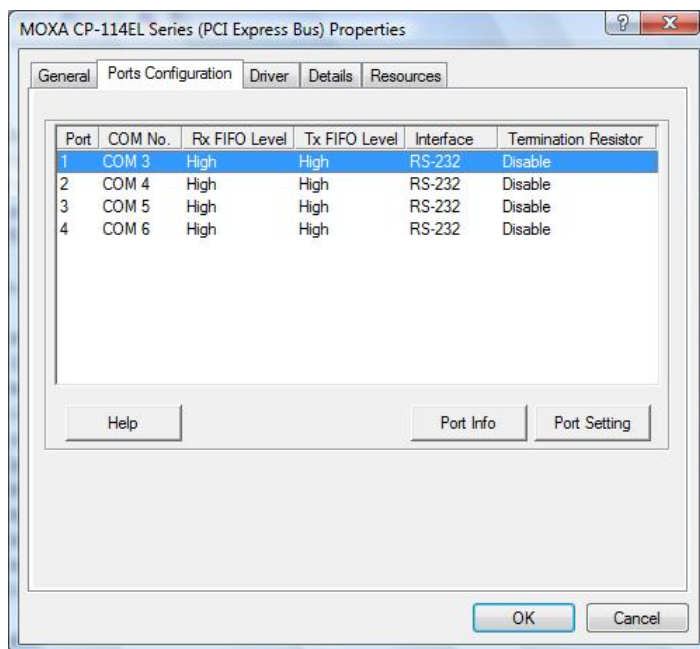 MOXA CP-114EL Series (PCI Express Bus) Properties
General Ports Configuration Driver Details Resources
Port COM No. Rx FIFO Level Tx FIFO Level Interface Termination Resistor
1 COM 3 High High RS-232 Disable
2 COM 4 High High RS-232 Disable
3 COM 5 High High RS-232 Disable
4 COM 6 High High RS-232 Disable
Help Port Info Port Setting
OK Cancel